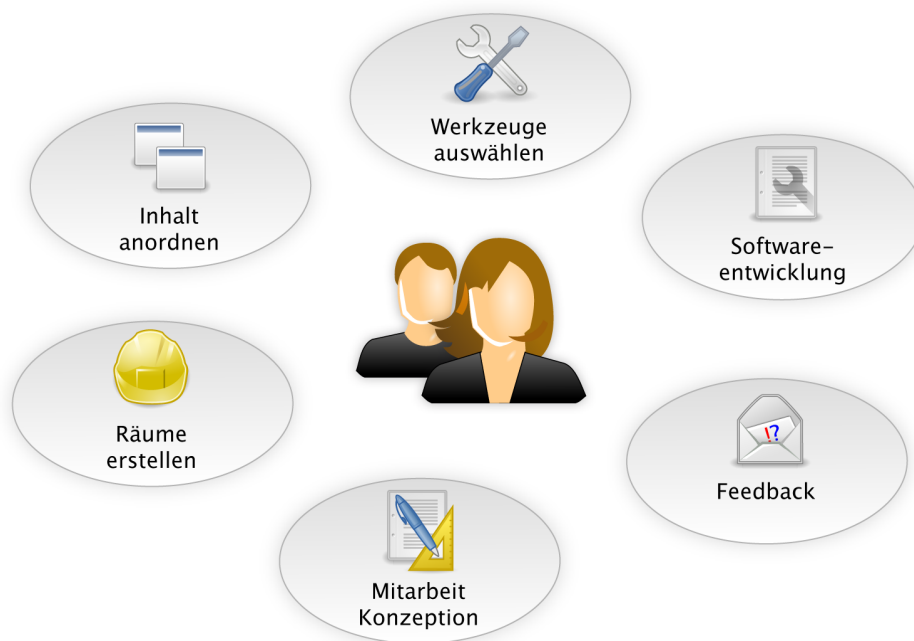 Werkzeuge
auswählen
Inhalt
anordnen
Software-
entwicklung
Räume
erstellen
!?
Feedback
Mitarbeit
Konzeption